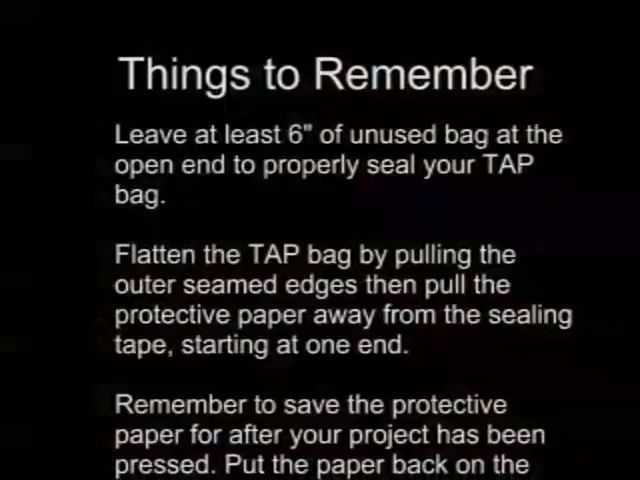 Things to Remember
Leave at least 6" of unused bag at the
open end to properly seal your TAP
bag.
Flatten the TAP bag by pulling the
outer seamed edges then pull the
protective paper away from the sealing
tape, starting at one end.
Remember to save the protective
paper for after your project has been
pressed. Put the paper back on the